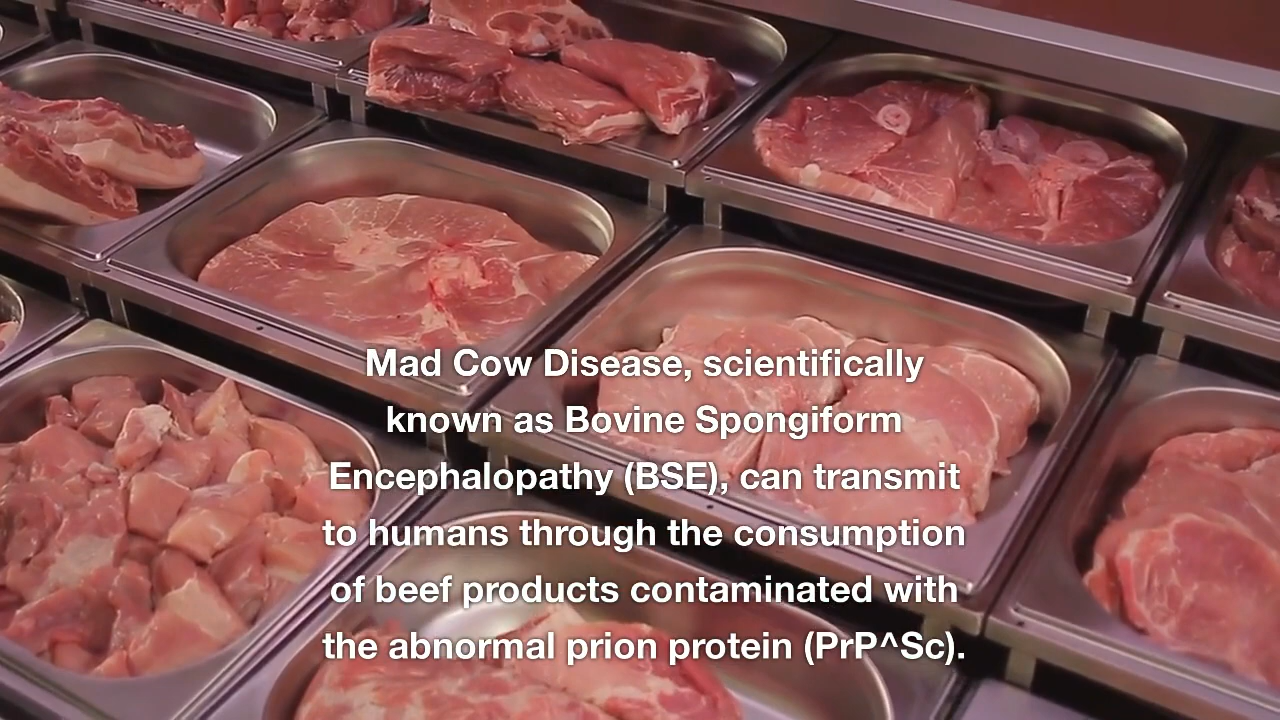 Mad Cow Disease, scientifically
known as Bovine Spongiform
Encephalopathy (BSE), can transmit
to humans through the consumption
of beef products contaminated with
the abnormal prion protein (PrP^Sc).